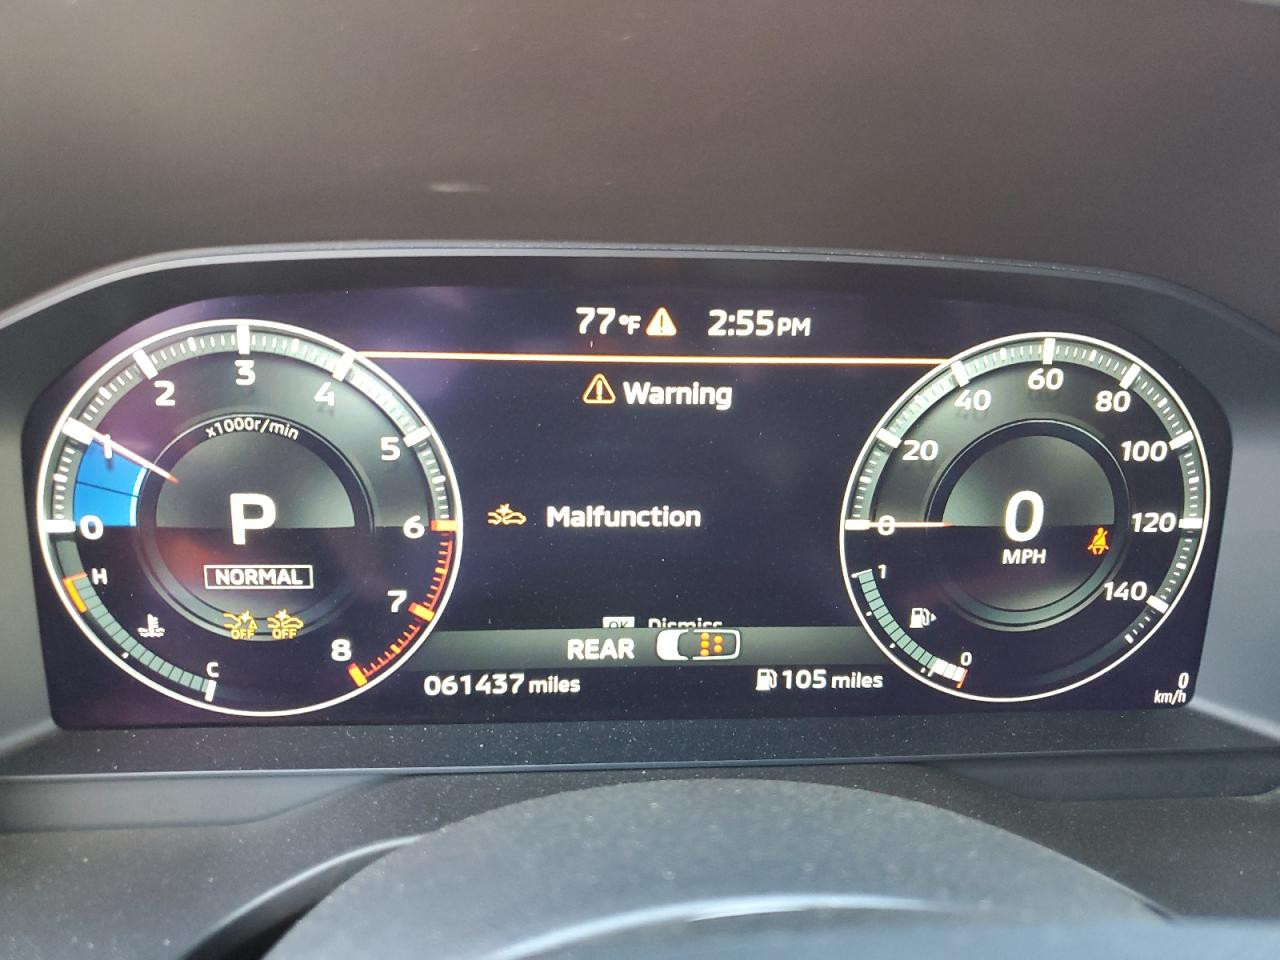 77°F 2:55PM
Warning
Malfunction
OK Dismiss
REAR
061437 miles
105 miles
0
1
2
3
4
5
6
7
8
x1000r/min
P
NORMAL
OFF OFF
H
C
0
20
40
60
80
100
120
140
0
MPH
1
0
0
km/h